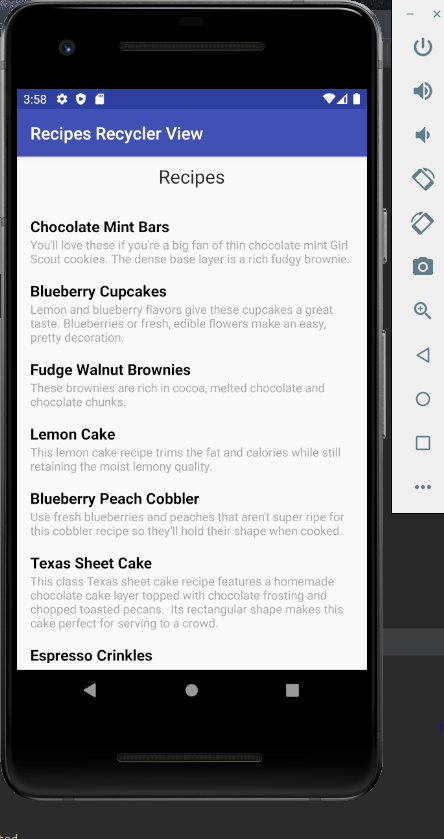 3:58
Recipes Recycler View
Recipes
Chocolate Mint Bars
You'll love these if you're a big fan of thin chocolate mint Girl
Scout cookies. The dense base layer is a rich fudgy brownie.
Blueberry Cupcakes
Lemon and blueberry flavors give these cupcakes a great
taste. Blueberries or fresh, edible flowers make an easy,
pretty decoration.
Fudge Walnut Brownies
These brownies are rich in cocoa, melted chocolate and
chocolate chunks.
Lemon Cake
This lemon cake recipe trims the fat and calories while still
retaining the moist lemony quality.
Blueberry Peach Cobbler
Use fresh blueberries and peaches that aren't super ripe for
this cobbler recipe so they'll hold their shape when cooked.
Texas Sheet Cake
This class Texas sheet cake recipe features a homemade
chocolate cake layer topped with chocolate frosting and
chopped toasted pecans.  Its rectangular shape makes this
cake perfect for serving to a crowd.
Espresso Crinkles